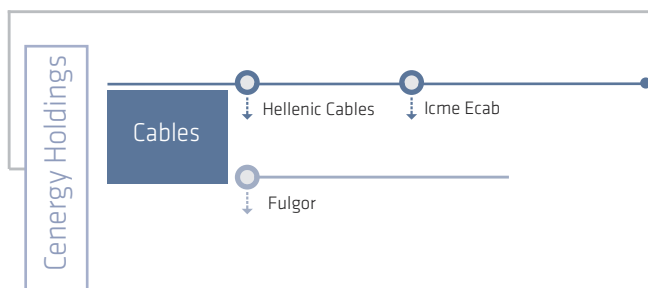 Cenergy Holdings
Cables
Hellenic Cables
Icme Ecab
Fulgor